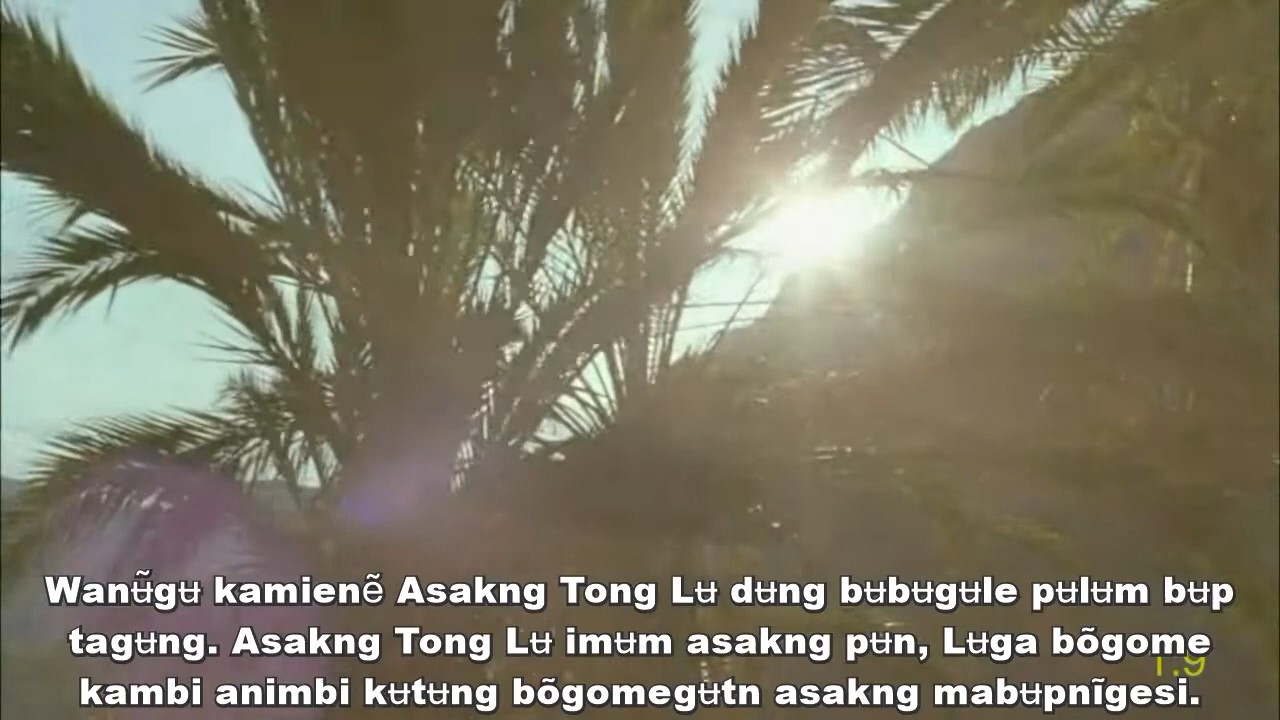 Wanʉ̃gʉ kamienẽ Asakng Tong Lʉ dʉng bʉbʉgʉle pʉlʉm bʉp
tagʉng. Asakng Tong Lʉ imʉm asakng pʉn, Lʉga bõgome
kambi animbi kʉtʉng bõgomegʉtn asakng mabʉpnĩgesi.